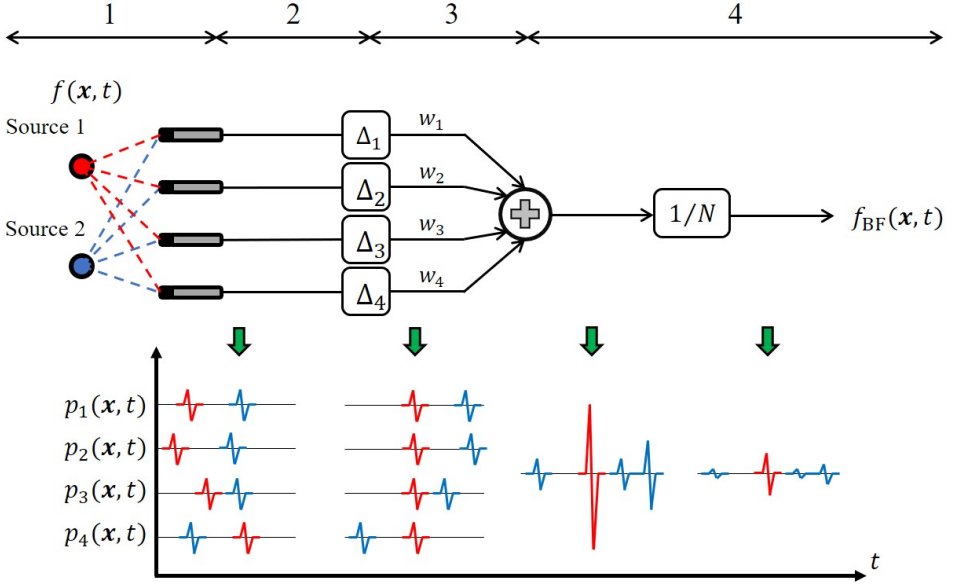 1 2 3 4
f(x, t)
Source 1
Source 2
Δ₁ w₁
Δ₂ w₂
Δ₃ w₃
Δ₄ w₄
1/N
f_BF(x, t)
p₁(x, t)
p₂(x, t)
p₃(x, t)
p₄(x, t)
t